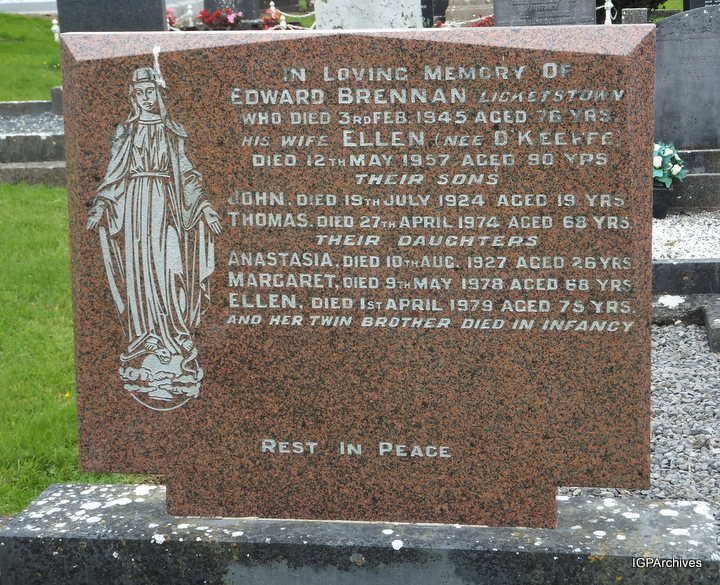 IN LOVING MEMORY OF
EDWARD BRENNAN LICKETSTOWN
WHO DIED 3RD FEB. 1945 AGED 76 YRS.
HIS WIFE ELLEN, (NEE O'KEEFFE
DIED 12TH MAY 1957 AGED 90 YRS
THEIR SONS
JOHN, DIED 19TH JULY 1924 AGED 19 YRS
THOMAS, DIED 27TH APRIL 1974 AGED 68 YRS
THEIR DAUGHTERS
ANASTASIA, DIED 10TH AUG. 1927 AGED 26 YRS
MARGARET, DIED 9TH MAY 1978 AGED 68 YRS.
ELLEN, DIED 1ST APRIL 1979 AGED 75 YRS.
AND HER TWIN BROTHER DIED IN INFANCY
REST IN PEACE
IGPArchives